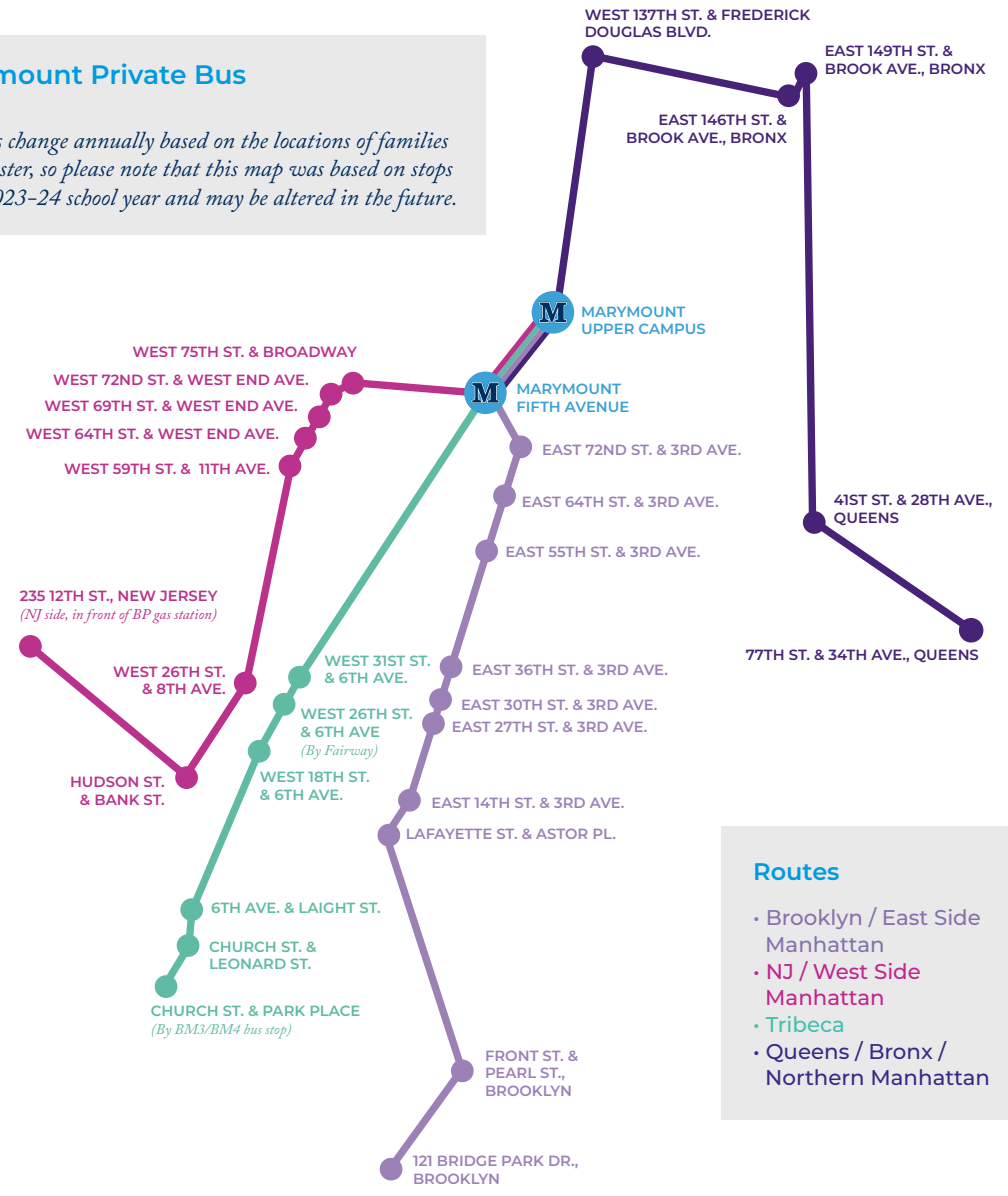 WEST 137TH ST. & FREDERICK
DOUGLAS BLVD.
EAST 149TH ST. &
BROOK AVE., BRONX
mount Private Bus
EAST 146TH ST. &
BROOK AVE., BRONX
change annually based on the locations of families
so please note that this map was based on stops
23–24 school year and may be altered in the future.
M
MARYMOUNT
UPPER CAMPUS
WEST 75TH ST. & BROADWAY
WEST 72ND ST. & WEST END AVE.
WEST 69TH ST. & WEST END AVE.
WEST 64TH ST. & WEST END AVE.
WEST 59TH ST. & 11TH AVE.
M
MARYMOUNT
FIFTH AVENUE
EAST 72ND ST. & 3RD AVE.
EAST 64TH ST. & 3RD AVE.
EAST 55TH ST. & 3RD AVE.
41ST ST. & 28TH AVE.,
QUEENS
235 12TH ST., NEW JERSEY
(NJ side, in front of BP gas station)
WEST 26TH ST.
& 8TH AVE.
WEST 31ST ST.
& 6TH AVE.
EAST 36TH ST. & 3RD AVE.
77TH ST. & 34TH AVE., QUEENS
WEST 26TH ST.
& 6TH AVE
(By Fairway)
EAST 30TH ST. & 3RD AVE.
EAST 27TH ST. & 3RD AVE.
HUDSON ST.
& BANK ST.
WEST 18TH ST.
& 6TH AVE.
EAST 14TH ST. & 3RD AVE.
LAFAYETTE ST. & ASTOR PL.
6TH AVE. & LAIGHT ST.
CHURCH ST. &
LEONARD ST.
CHURCH ST. & PARK PLACE
(By BM3/BM4 bus stop)
FRONT ST. &
PEARL ST.,
BROOKLYN
121 BRIDGE PARK DR.,
BROOKLYN
Routes
• Brooklyn / East Side
Manhattan
• NJ / West Side
Manhattan
• Tribeca
• Queens / Bronx /
Northern Manhattan